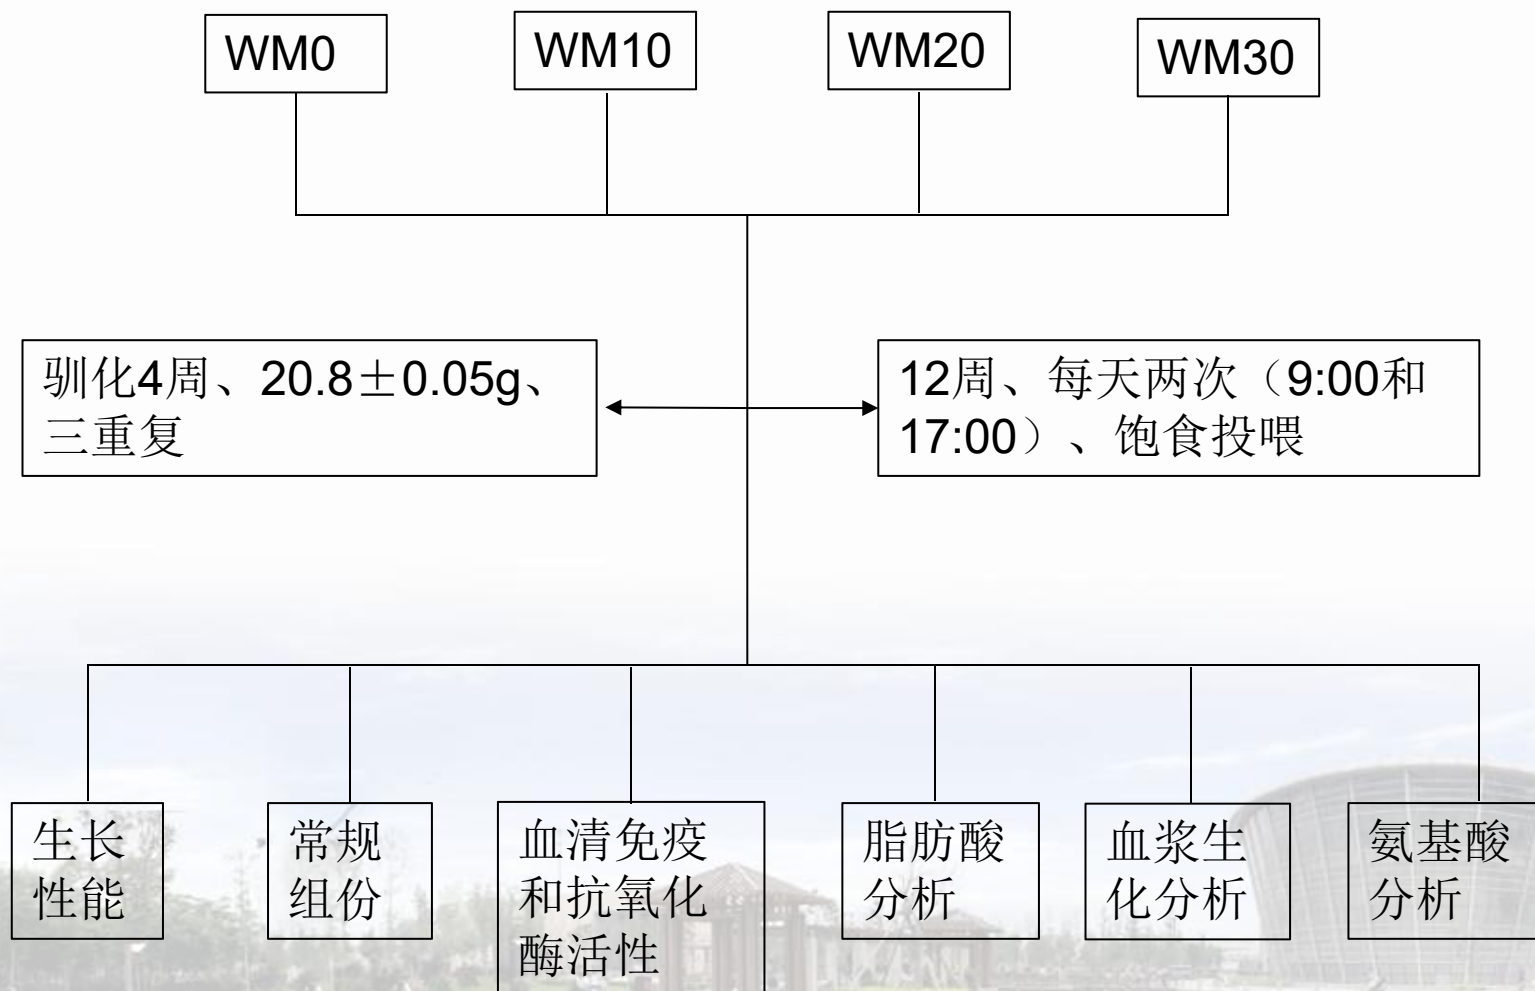 WM0
WM10
WM20
WM30
驯化4周、20.8±0.05g、
三重复
12周、每天两次（9:00和
17:00）、饱食投喂
生长
性能
常规
组份
血清免疫
和抗氧化
酶活性
脂肪酸
分析
血浆生
化分析
氨基酸
分析